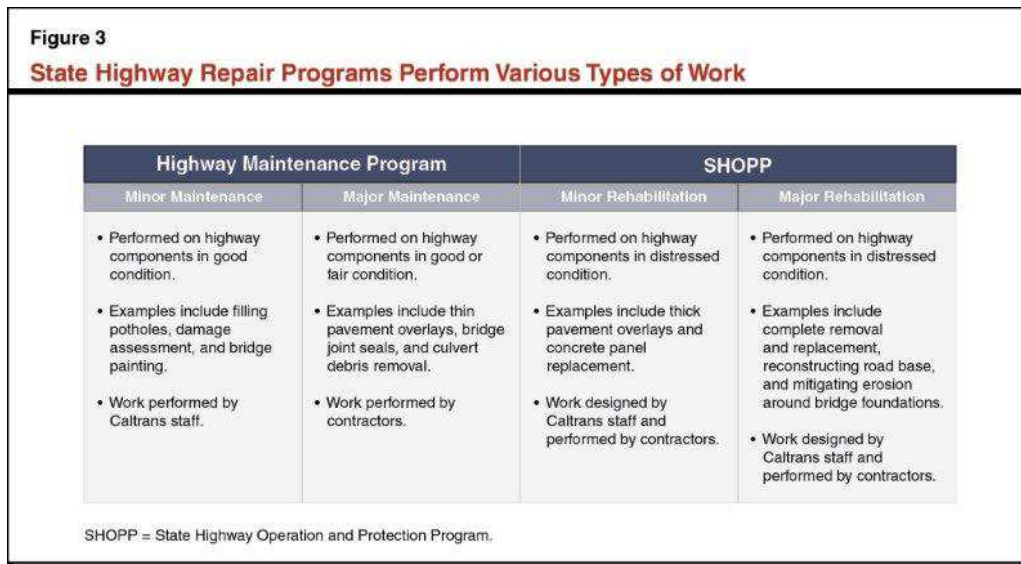 Figure 3
State Highway Repair Programs Perform Various Types of Work
Highway Maintenance Program
SHOPP
Minor Maintenance
Major Maintenance
Minor Rehabilitation
Major Rehabilitation
• Performed on highway
components in good
condition.
• Examples include filling
potholes, damage
assessment, and bridge
painting.
• Work performed by
Caltrans staff.
• Performed on highway
components in good or
fair condition.
• Examples include thin
pavement overlays, bridge
joint seals, and culvert
debris removal.
• Work performed by
contractors.
• Performed on highway
components in distressed
condition.
• Examples include thick
pavement overlays and
concrete panel
replacement.
• Work designed by
Caltrans staff and
performed by contractors.
• Performed on highway
components in distressed
condition.
• Examples include
complete removal
and replacement,
reconstructing road base,
and mitigating erosion
around bridge foundations.
• Work designed by
Caltrans staff and
performed by contractors.
SHOPP = State Highway Operation and Protection Program.